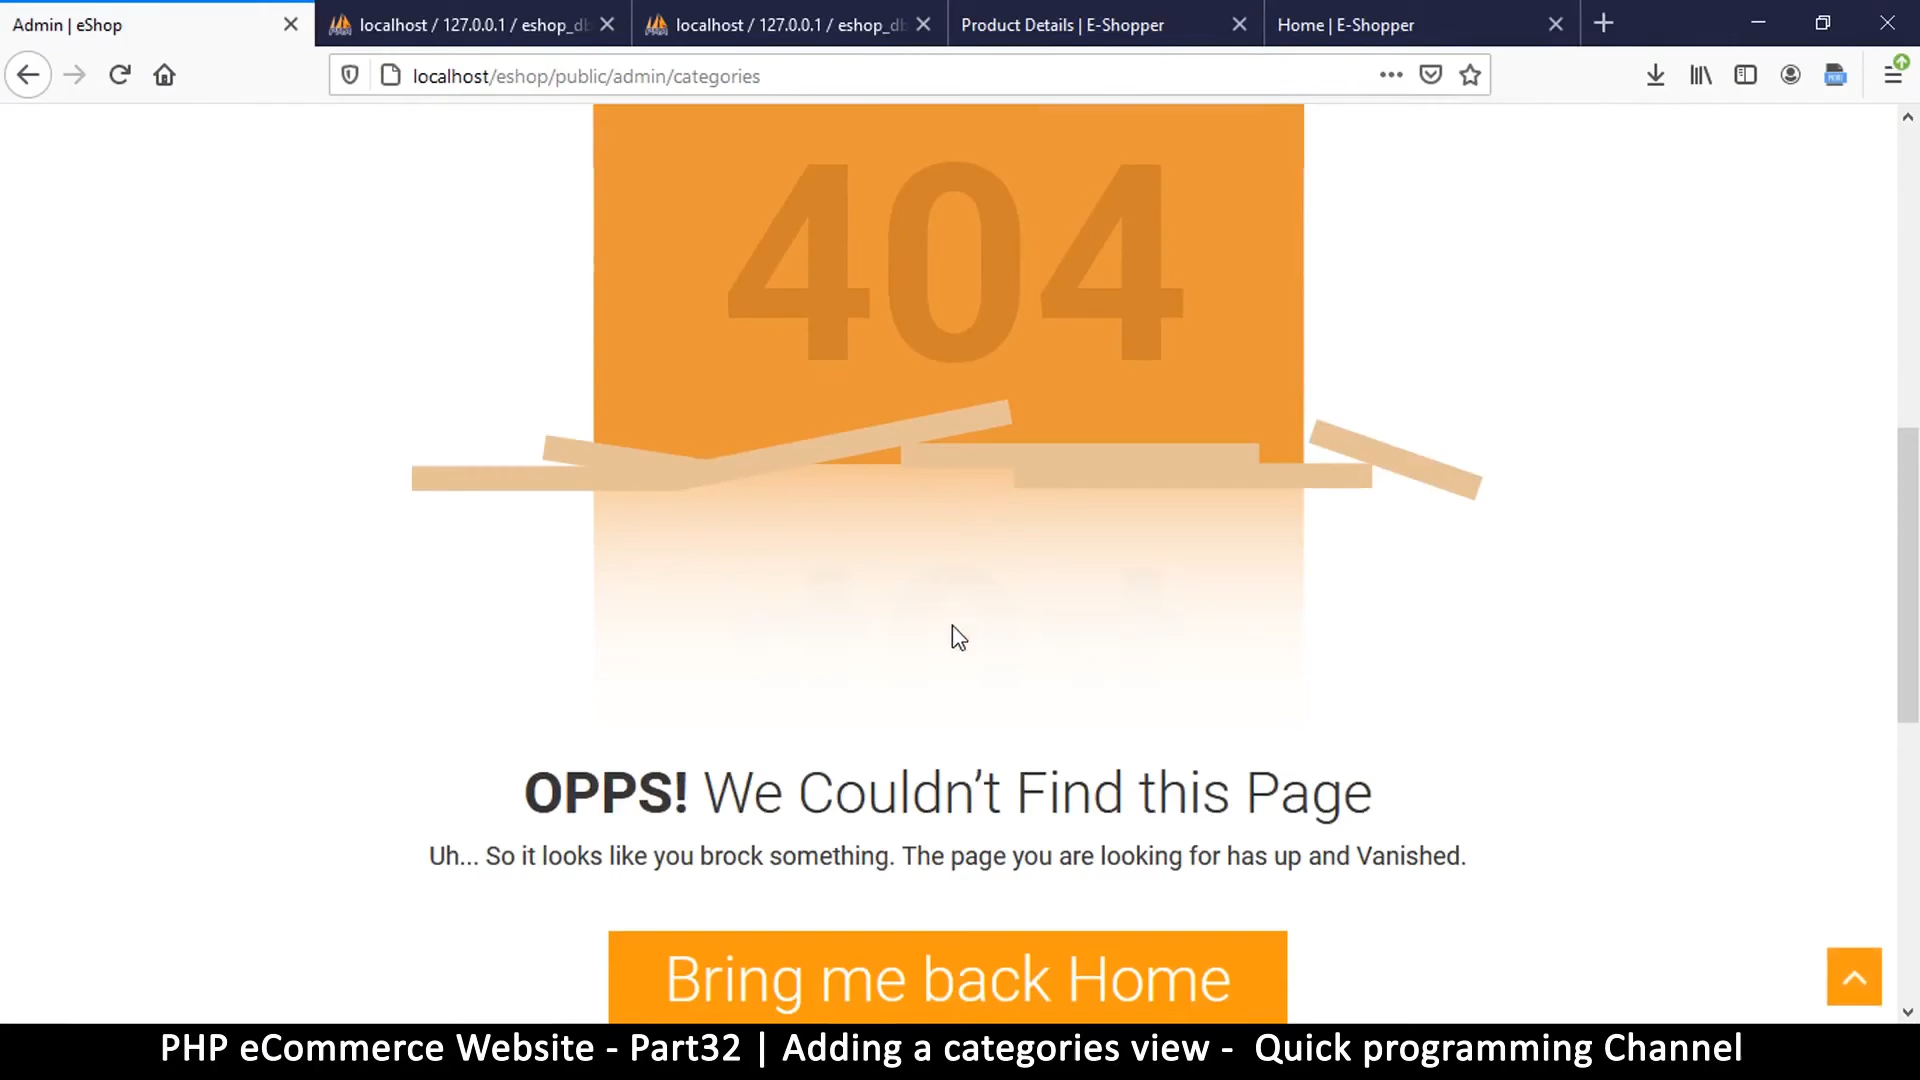 Admin | eShop
localhost / 127.0.0.1 / eshop_db
localhost / 127.0.0.1 / eshop_db
Product Details | E-Shopper
Home | E-Shopper
localhost/eshop/public/admin/categories
404
OPPS! We Couldn’t Find this Page
Uh... So it looks like you brock something. The page you are looking for has up and Vanished.
Bring me back Home
PHP eCommerce Website - Part32 | Adding a categories view - Quick programming Channel